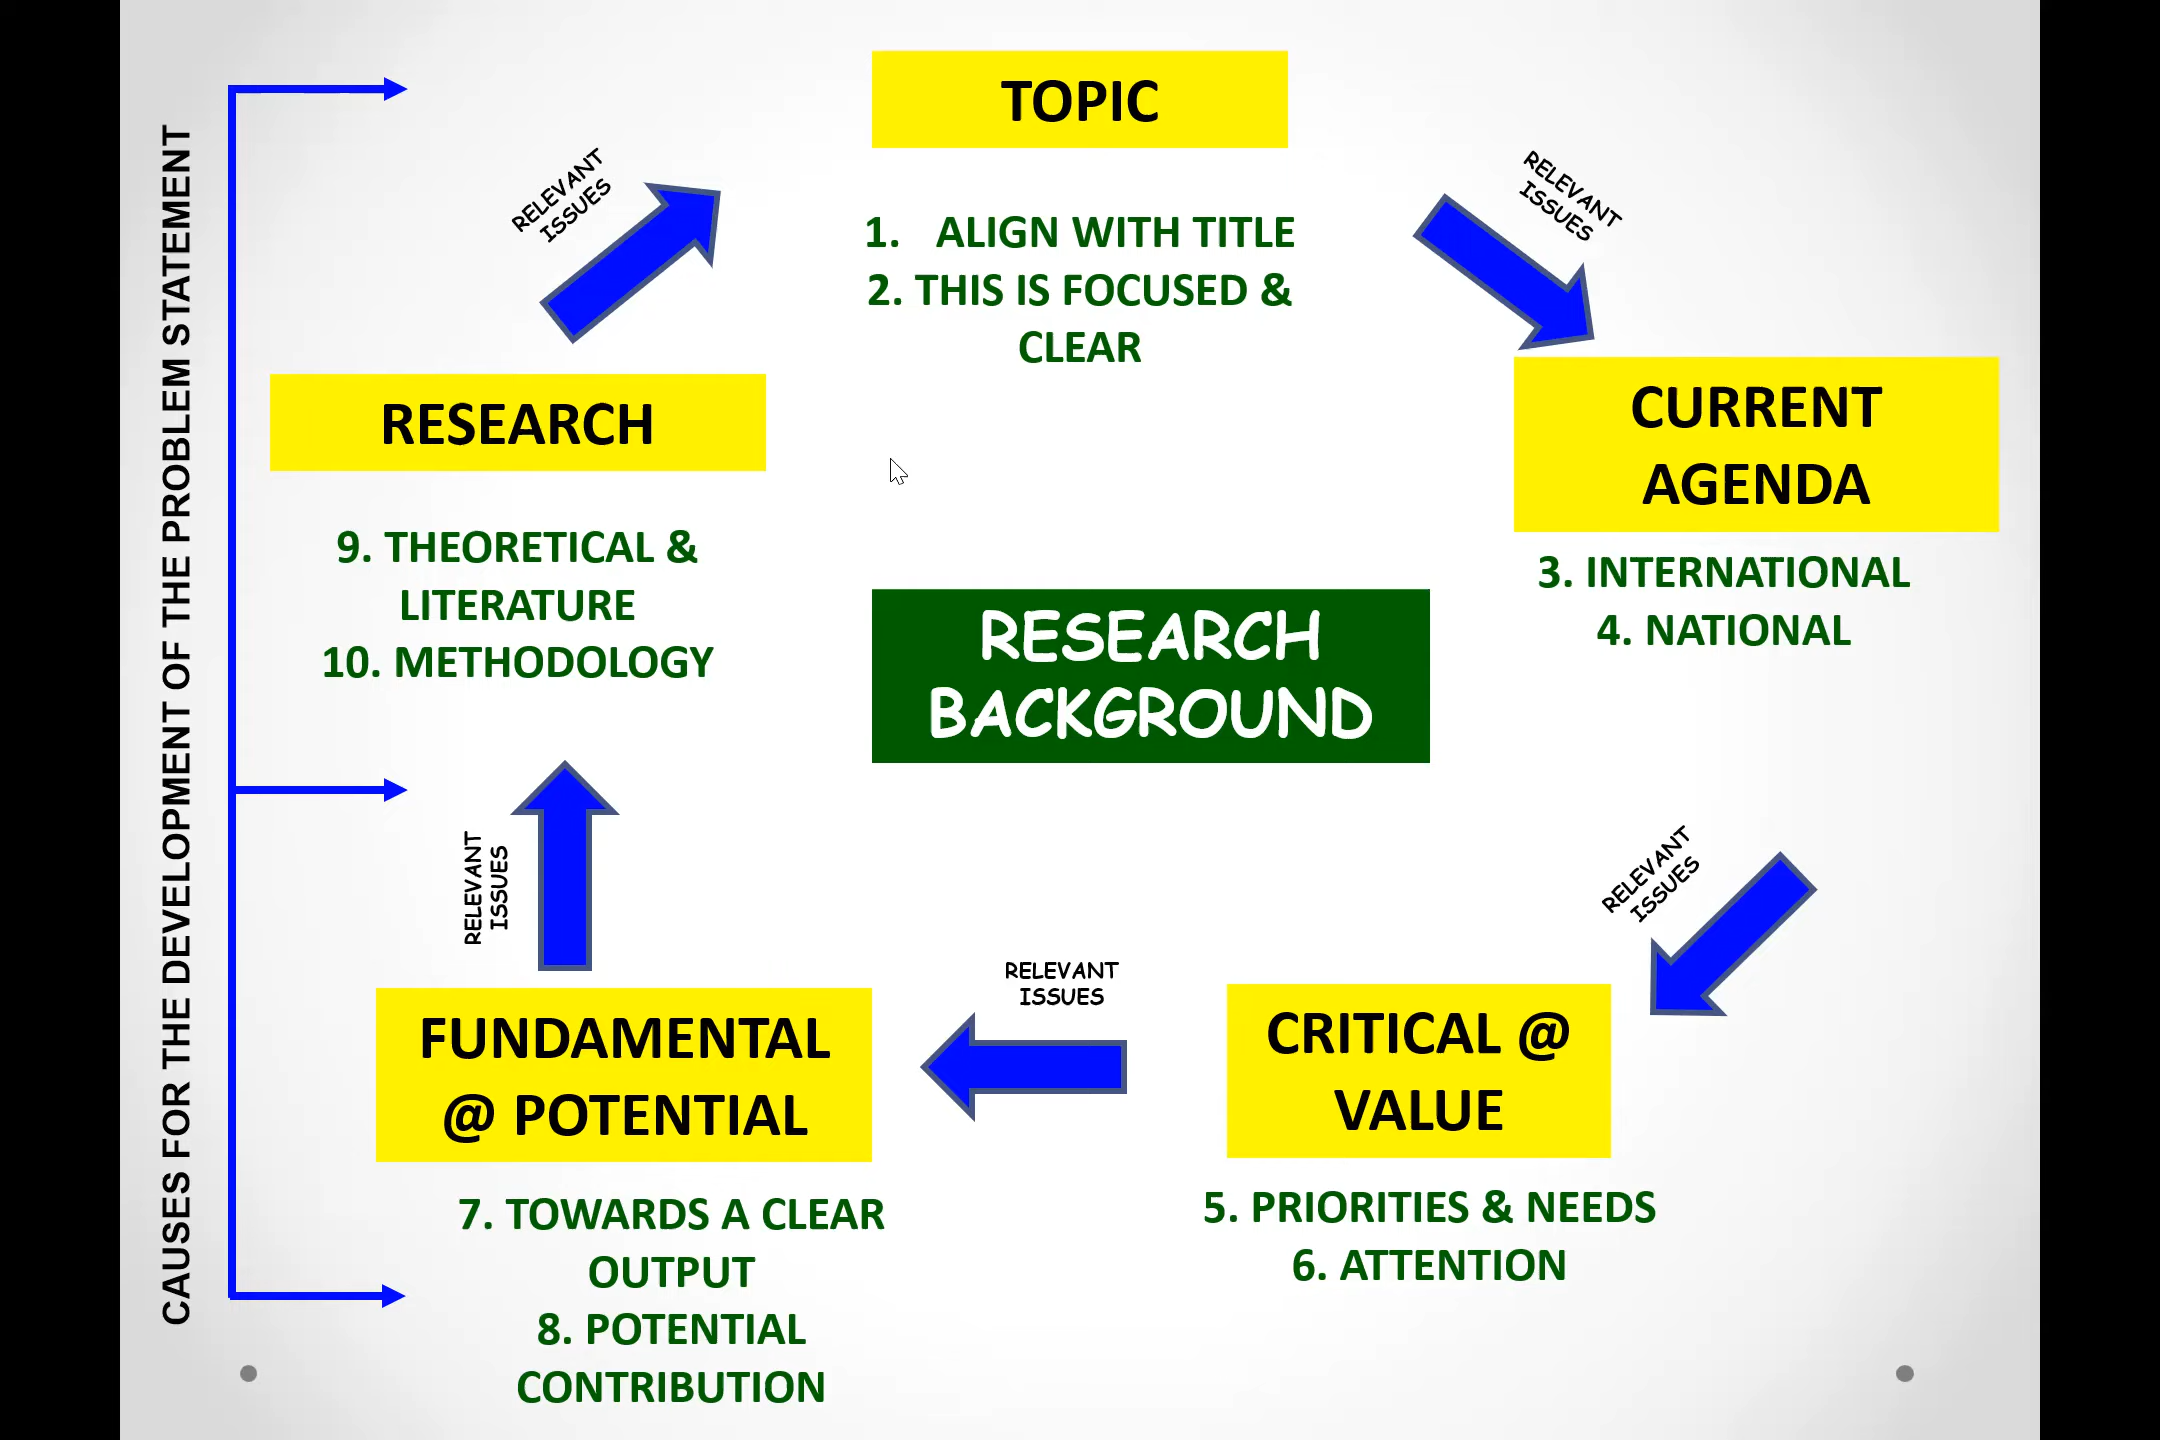 TOPIC
1. ALIGN WITH TITLE
2. THIS IS FOCUSED &
CLEAR
RELEVANT
ISSUES
CURRENT
AGENDA
3. INTERNATIONAL
4. NATIONAL
RELEVANT
ISSUES
CRITICAL @
VALUE
5. PRIORITIES & NEEDS
6. ATTENTION
RELEVANT
ISSUES
FUNDAMENTAL
@ POTENTIAL
7. TOWARDS A CLEAR
OUTPUT
8. POTENTIAL
CONTRIBUTION
RELEVANT
ISSUES
RESEARCH
9. THEORETICAL &
LITERATURE
10. METHODOLOGY
RELEVANT
ISSUES
RESEARCH
BACKGROUND
CAUSES FOR THE DEVELOPMENT OF THE PROBLEM STATEMENT